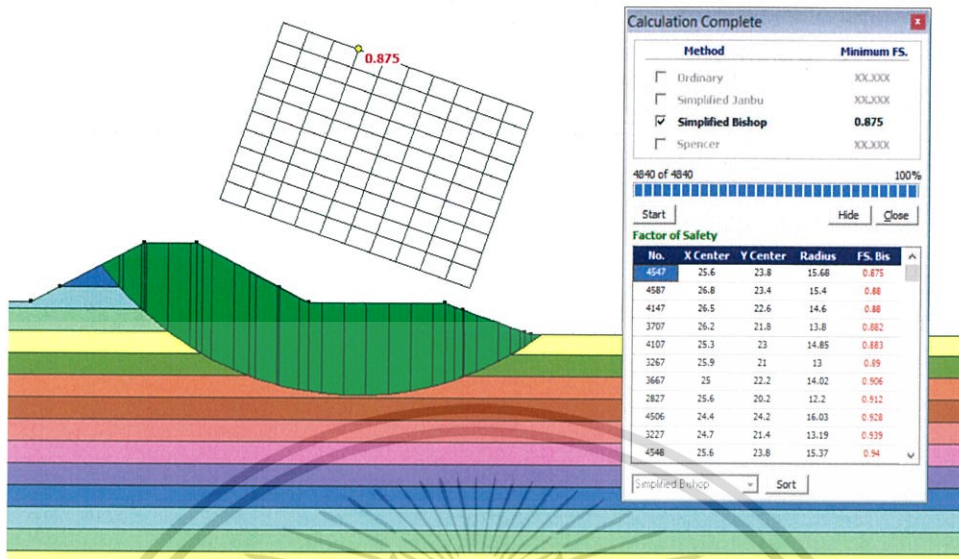 0.875
Calculation Complete
x
Method Minimum FS.
Ordinary XX.XXX
Simplified Janbu XX.XXX
Simplified Bishop 0.875
Spencer XX.XXX
4840 of 4840 100%
Start Hide Close
Factor of Safety
No. X Center Y Center Radius FS. Bis
4547 25.6 23.8 15.68 0.875
4587 26.8 23.4 15.4 0.88
4147 26.5 22.6 14.6 0.88
3707 26.2 21.8 13.8 0.882
4107 25.3 23 14.85 0.883
3267 25.9 21 13 0.89
3667 25 22.2 14.02 0.906
2827 25.6 20.2 12.2 0.912
4506 24.4 24.2 16.03 0.928
3227 24.7 21.4 13.19 0.939
4548 25.6 23.8 15.37 0.94
Simplified Bishop Sort